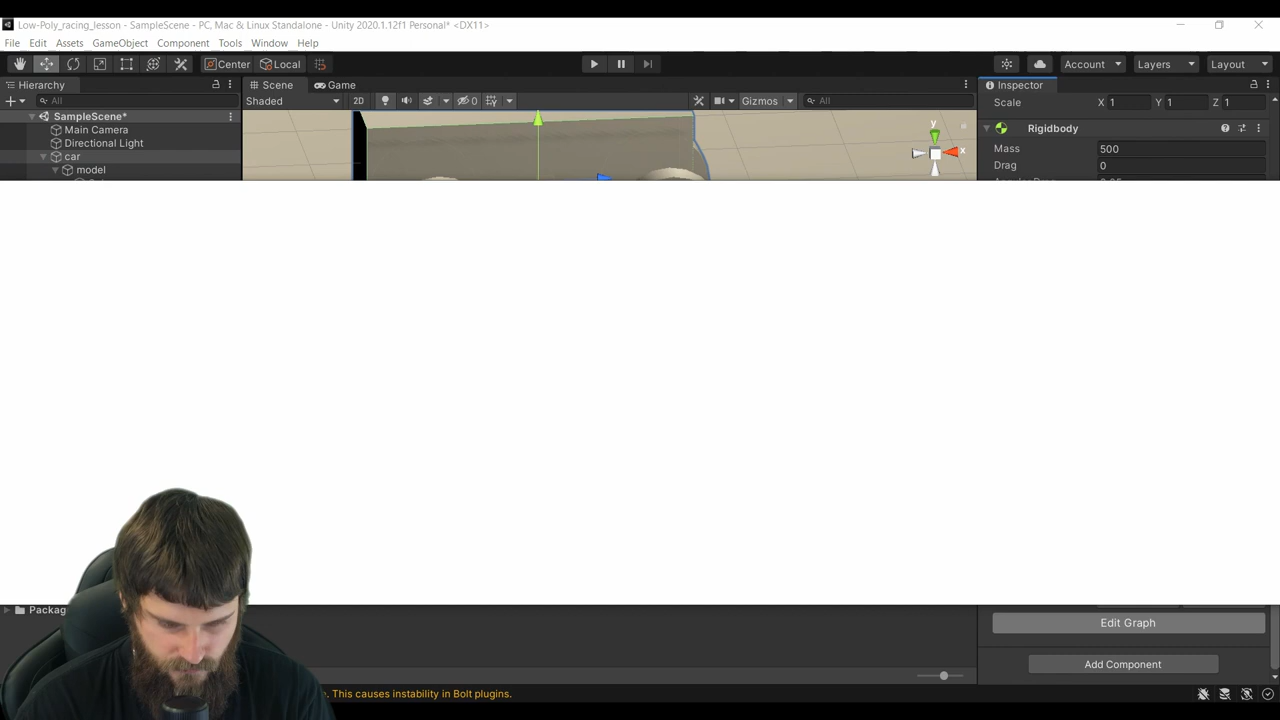 Low-Poly_racing_lesson - SampleScene - PC, Mac & Linux Standalone - Unity 2020.1.12f1 Personal* <DX11>
File Edit Assets GameObject Component Tools Window Help
Center Local Account Layers Layout
Hierarchy Scene Game Inspector
All Shaded 2D 0 Gizmos All Scale X 1 Y 1 Z 1
SampleScene*
Main Camera
Directional Light
car
model
y
x
Rigidbody
Mass 500
Drag 0
Packag
Edit Graph
Add Component
. This causes instability in Bolt plugins.